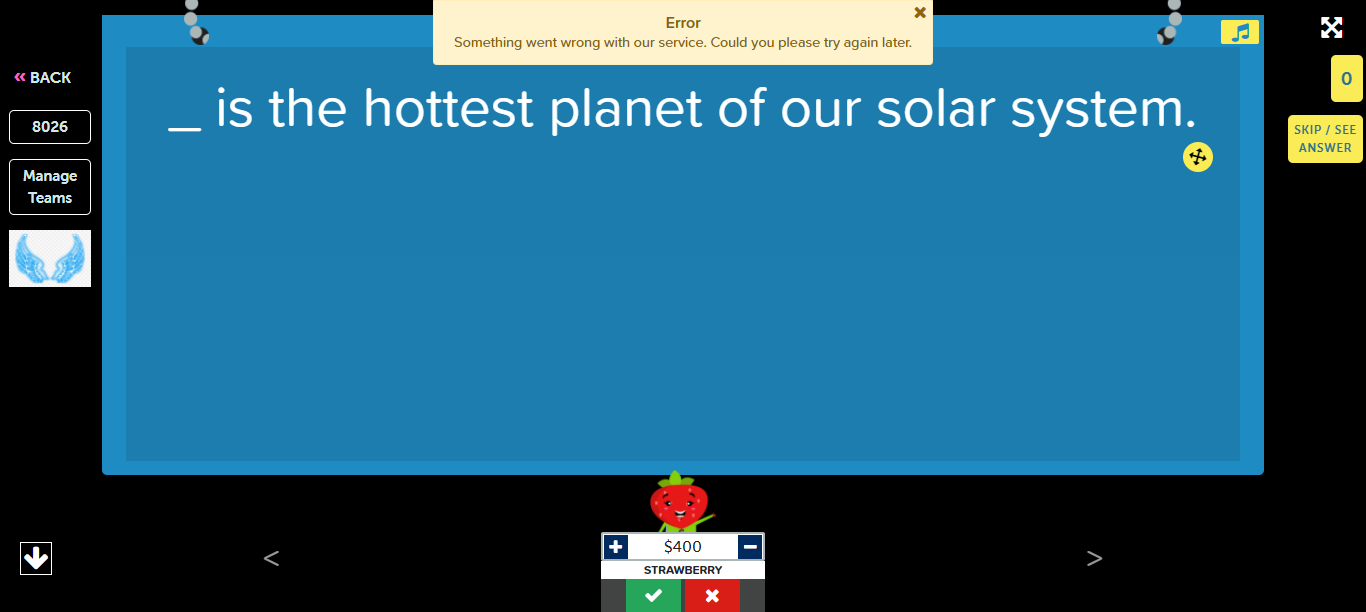 Error
Something went wrong with our service. Could you please try again later.
« BACK
8026
Manage
Teams
__ is the hottest planet of our solar system.
0
SKIP / SEE
ANSWER
< + $400 − >
STRAWBERRY